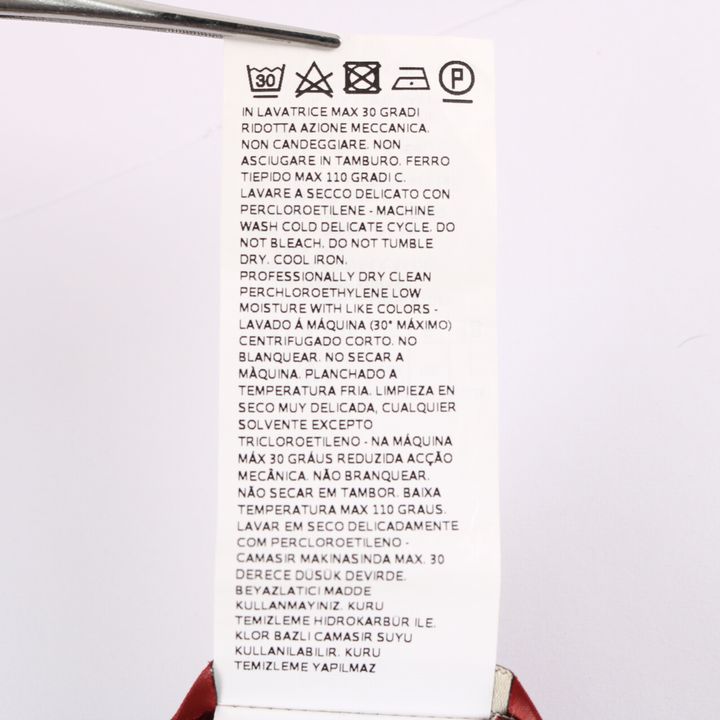 30 P
IN LAVATRICE MAX 30 GRADI
RIDOTTA AZIONE MECCANICA.
NON CANDEGGIARE. NON
ASCIUGARE IN TAMBURO. FERRO
TIEPIDO MAX 110 GRADI C.
LAVARE A SECCO DELICATO CON
PERCLOROETILENE - MACHINE
WASH COLD DELICATE CYCLE. DO
NOT BLEACH. DO NOT TUMBLE
DRY. COOL IRON.
PROFESSIONALLY DRY CLEAN
PERCHLOROETHYLENE LOW
MOISTURE WITH LIKE COLORS -
LAVADO Á MÁQUINA (30° MÁXIMO)
CENTRIFUGADO CORTO. NO
BLANQUEAR. NO SECAR A
MÀQUINA. PLANCHADO A
TEMPERATURA FRIA. LIMPIEZA EN
SECO MUY DELICADA, CUALQUIER
SOLVENTE EXCEPTO
TRICLOROETILENO - NA MÁQUINA
MÁX 30 GRÁUS REDUZIDA ACÇÃO
MECÂNICA. NÃO BRANQUEAR.
NÃO SECAR EM TAMBOR. BAIXA
TEMPERATURA MAX 110 GRAUS.
LAVAR EM SECO DELICADAMENTE
COM PERCLOROETILENO -
CAMASIR MAKINASINDA MAX. 30
DERECE DÜSÜK DEVIRDE.
BEYAZLATICI MADDE
KULLANMAYINIZ. KURU
TEMIZLEME HIDROKARBÜR ILE.
KLOR BAZLI CAMASIR SUYU
KULLANILABILIR. KURU
TEMIZLEME YAPILMAZ